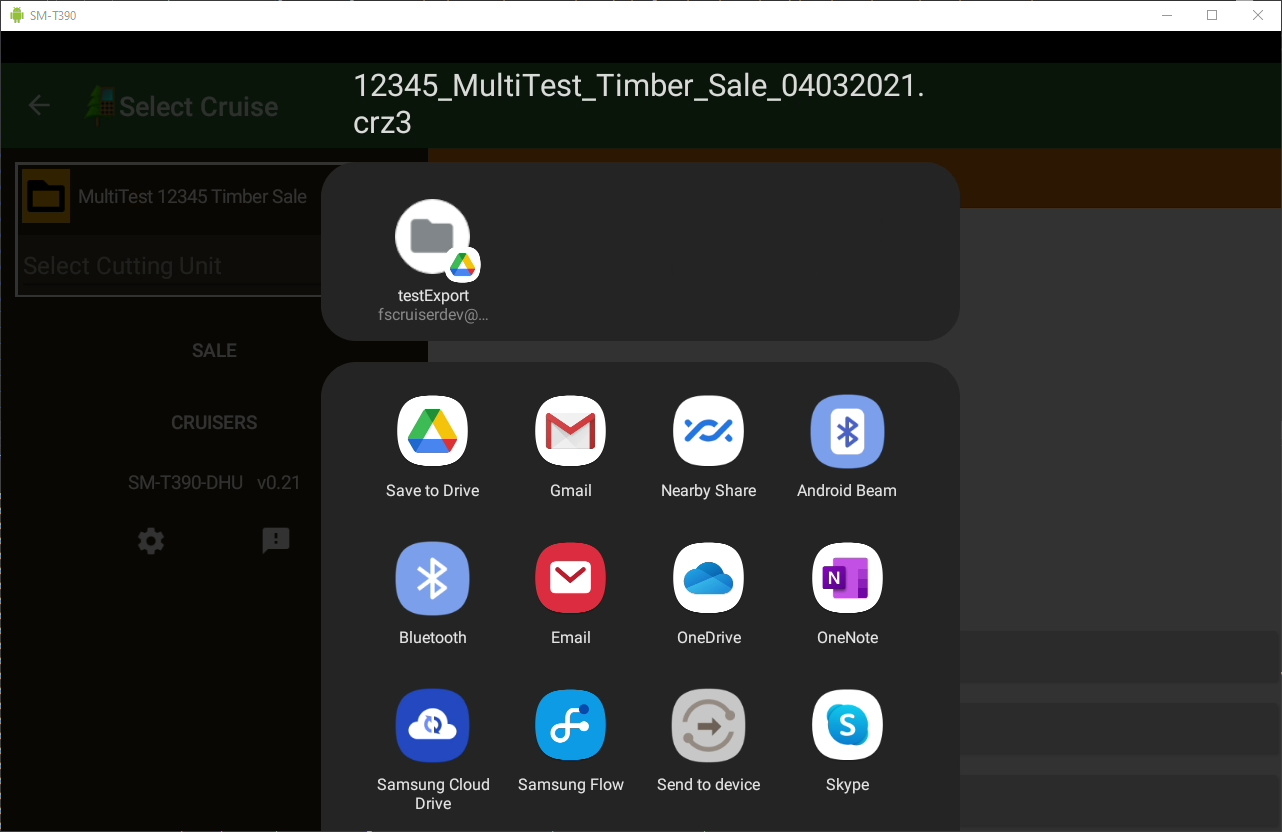 SM-T390
Select Cruise
12345_MultiTest_Timber_Sale_04032021.
crz3
MultiTest 12345 Timber Sale
Select Cutting Unit
testExport
fscruiserdev@...
SALE
CRUISERS
SM-T390-DHU v0.21
Save to Drive
Gmail
Nearby Share
Android Beam
Bluetooth
Email
OneDrive
N
OneNote
Samsung Cloud
Drive
Samsung Flow
Send to device
S
Skype